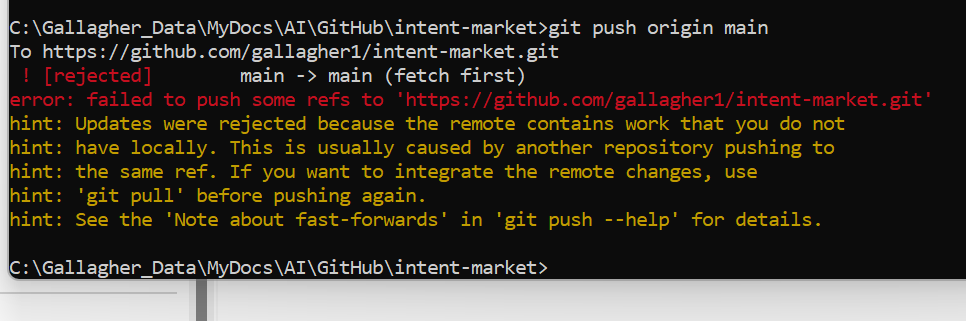 C:\Gallagher_Data\MyDocs\AI\GitHub\intent-market>git push origin main
To https://github.com/gallagher1/intent-market.git
 ! [rejected]        main -> main (fetch first)
error: failed to push some refs to 'https://github.com/gallagher1/intent-market.git'
hint: Updates were rejected because the remote contains work that you do not
hint: have locally. This is usually caused by another repository pushing to
hint: the same ref. If you want to integrate the remote changes, use
hint: 'git pull' before pushing again.
hint: See the 'Note about fast-forwards' in 'git push --help' for details.
C:\Gallagher_Data\MyDocs\AI\GitHub\intent-market>